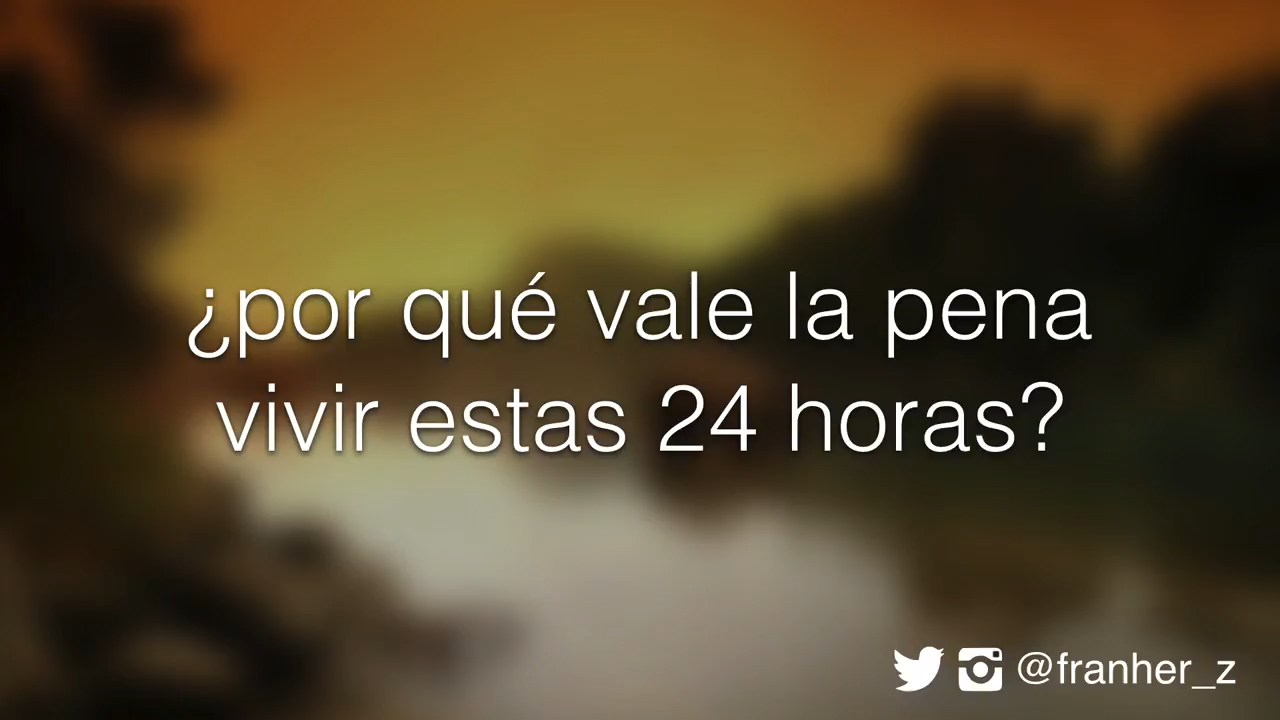 ¿por qué vale la pena
vivir estas 24 horas?
@franher_z